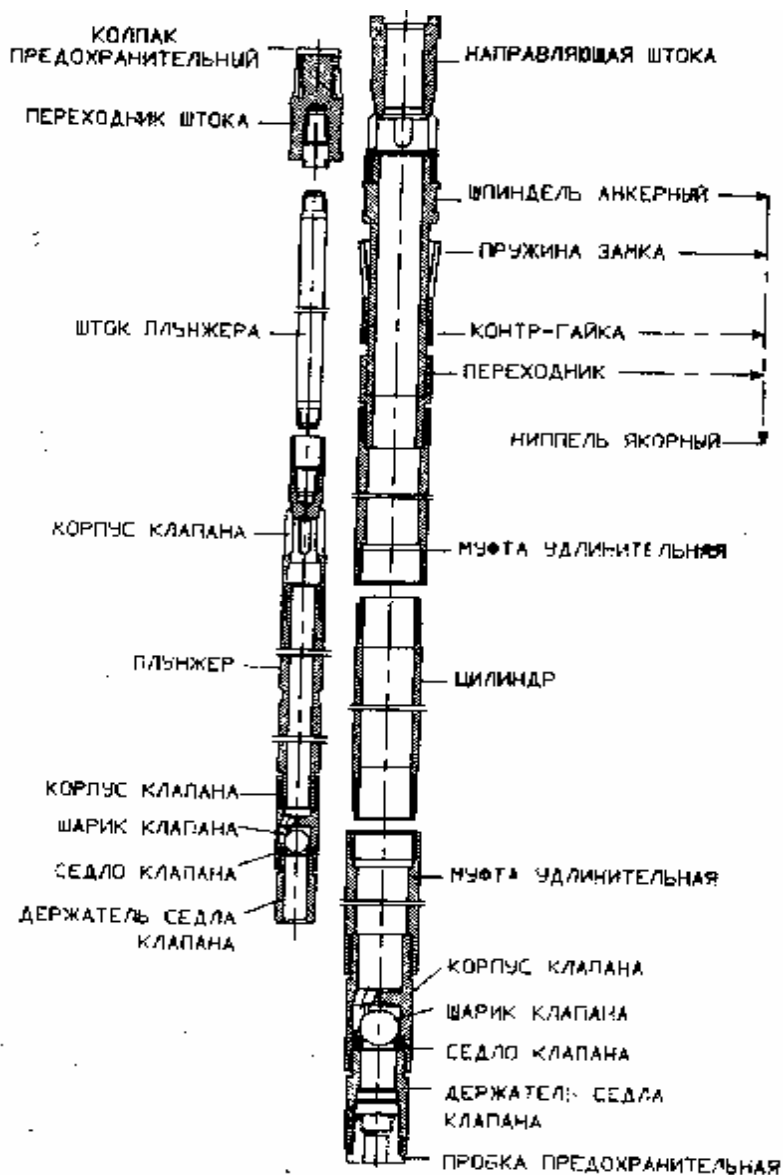 КОЛПАК
ПРЕДОХРАНИТЕЛЬНЫЙ
ПЕРЕХОДНИК ШТОКА
ШТОК ПЛУНЖЕРА
КОРПУС КЛАПАНА
ПЛУНЖЕР
КОРПУС КЛАПАНА
ШАРИК КЛАПАНА
СЕДЛО КЛАПАНА
ДЕРЖАТЕЛЬ СЕДЛА
КЛАПАНА
НАПРАВЛЯЮЩАЯ ШТОКА
ШПИНДЕЛЬ АНКЕРНЫЙ
ПРУЖИНА ЗАМКА
КОНТР-ГАЙКА
ПЕРЕХОДНИК
НИППЕЛЬ ЯКОРНЫЙ
МУФТА УДЛИНИТЕЛЬНАЯ
ЦИЛИНДР
МУФТА УДЛИНИТЕЛЬНАЯ
КОРПУС КЛАПАНА
ШАРИК КЛАПАНА
СЕДЛО КЛАПАНА
ДЕРЖАТЕЛЬ СЕДЛА
КЛАПАНА
ПРОБКА ПРЕДОХРАНИТЕЛЬНАЯ